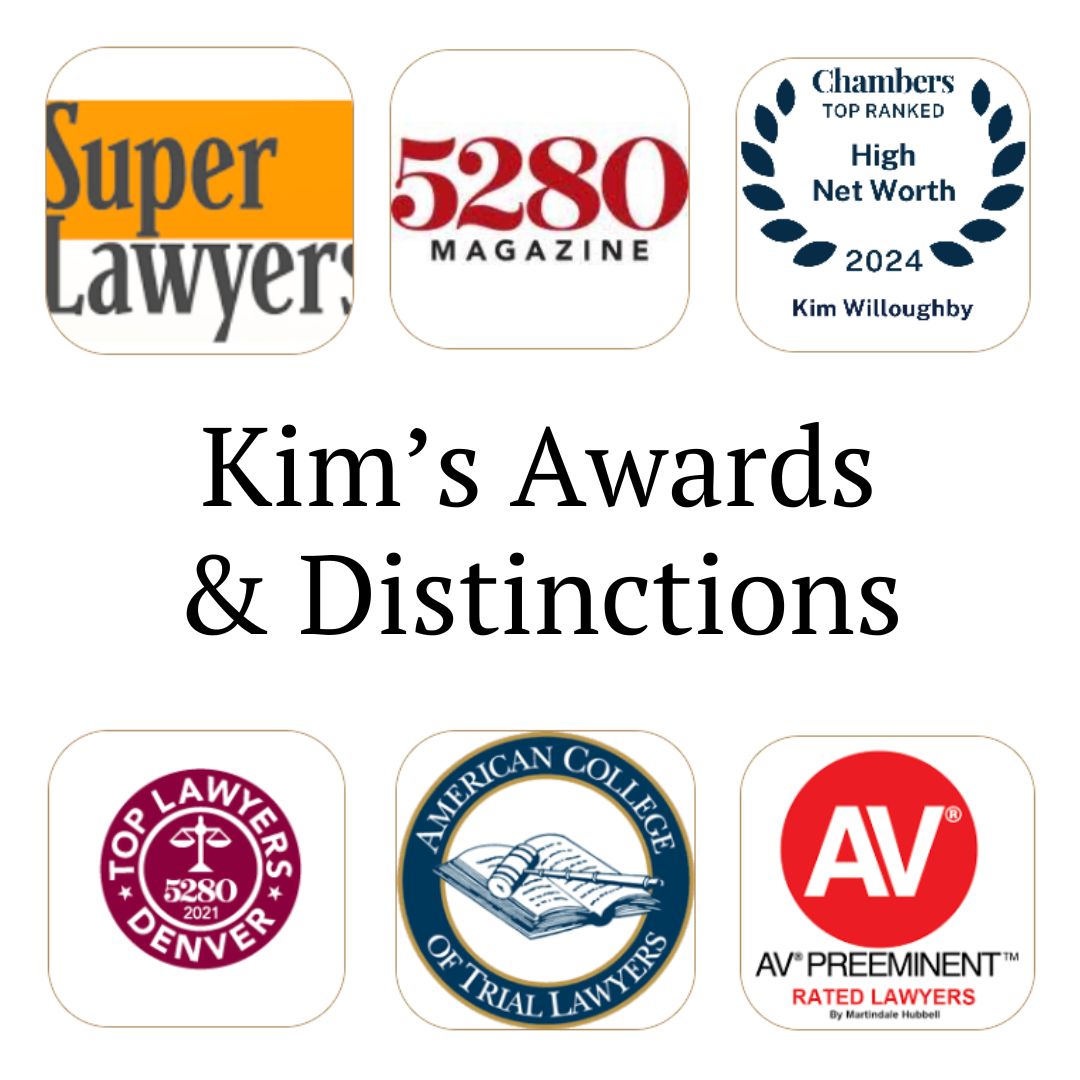 Super
Lawyers
5280
MAGAZINE
Chambers
TOP RANKED
High
Net Worth
2024
Kim Willoughby
Kim’s Awards
& Distinctions
TOP LAWYERS
5280
2021
DENVER
AMERICAN COLLEGE
OF TRIAL LAWYERS
AV®
AV® PREEMINENT™
RATED LAWYERS
By Martindale Hubbell